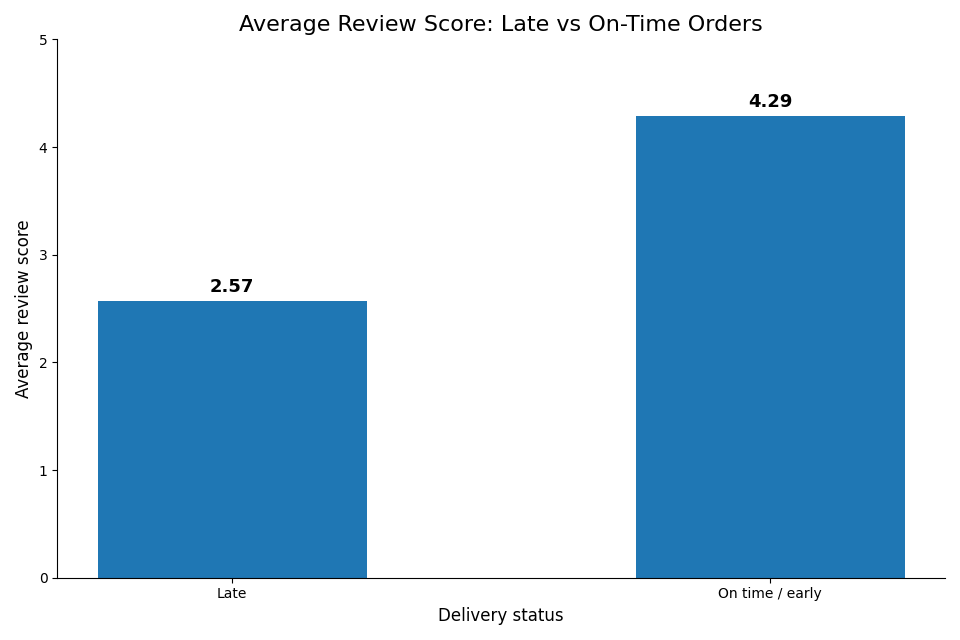 Average Review Score: Late vs On-Time Orders
5
4
3
2
1
0
Average review score
2.57
4.29
Late
On time / early
Delivery status